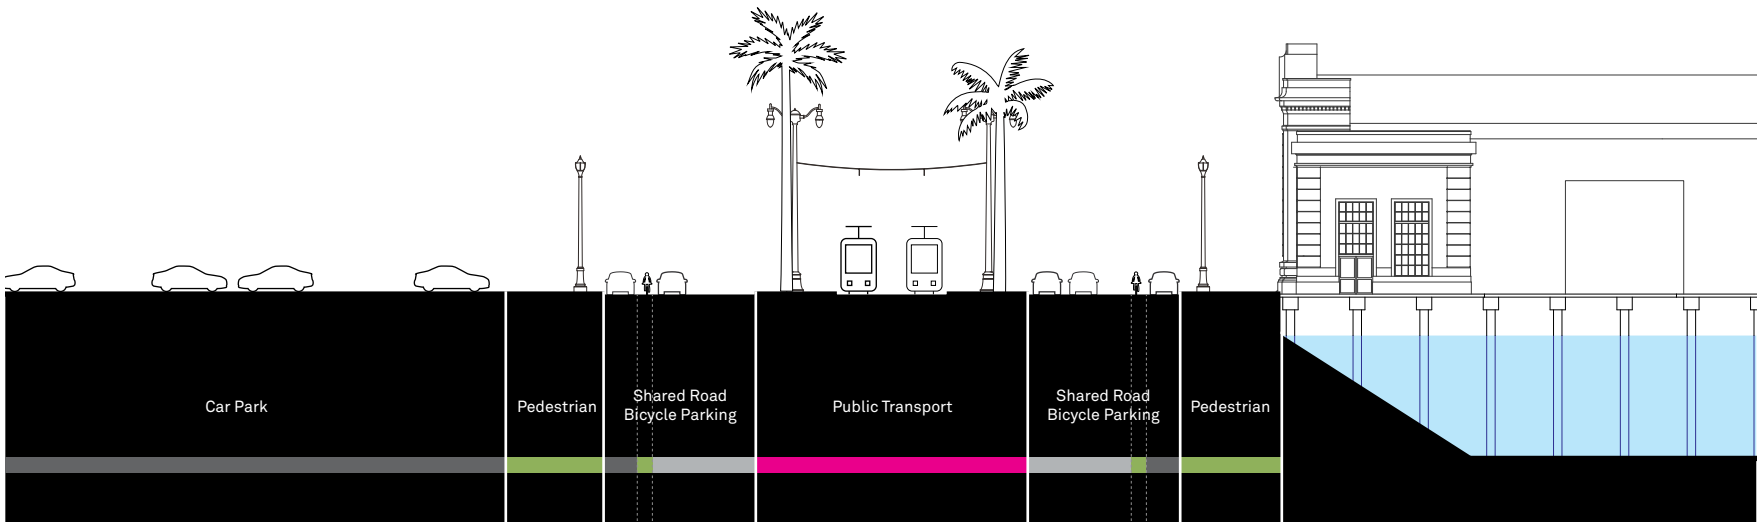 Car Park
Pedestrian
Shared Road
Bicycle Parking
Public Transport
Shared Road
Bicycle Parking
Pedestrian